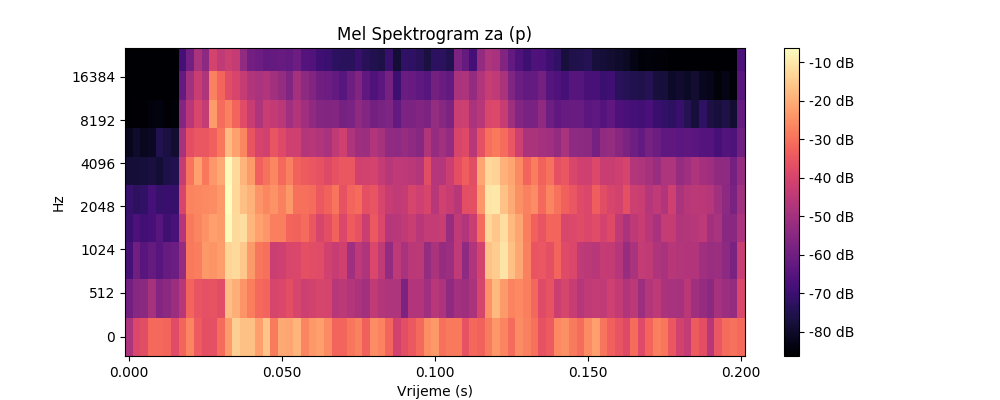 Mel Spektrogram za (p)
Hz
16384
8192
4096
2048
1024
512
0
0.000 0.050 0.100 0.150 0.200
Vrijeme (s)
-10 dB
-20 dB
-30 dB
-40 dB
-50 dB
-60 dB
-70 dB
-80 dB